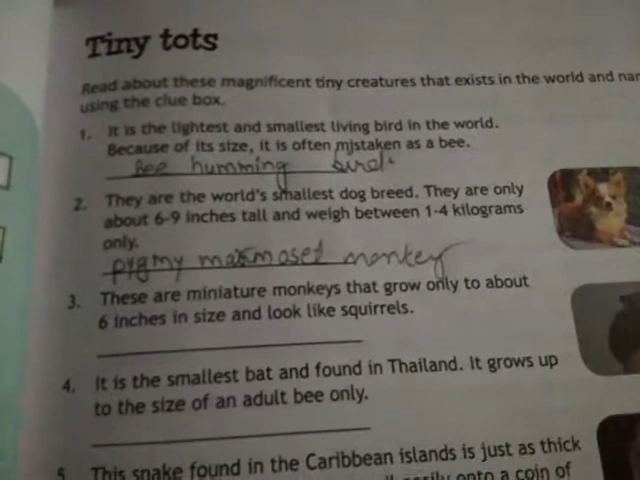 Tiny tots
Read about these magnificent tiny creatures that exists in the world and
using the clue box.
1. It is the lightest and smallest living bird in the world.
Because of its size, it is often mistaken as a bee.
Bee humming bird
2. They are the world's smallest dog breed. They are only
about 6-9 inches tall and weigh between 1-4 kilograms
only.
pygmy marmoset monkey
3. These are miniature monkeys that grow only to about
6 inches in size and look like squirrels.
4. It is the smallest bat and found in Thailand. It grows up
to the size of an adult bee only.
5. This snake found in the Caribbean islands is just as thick
onto a coin of